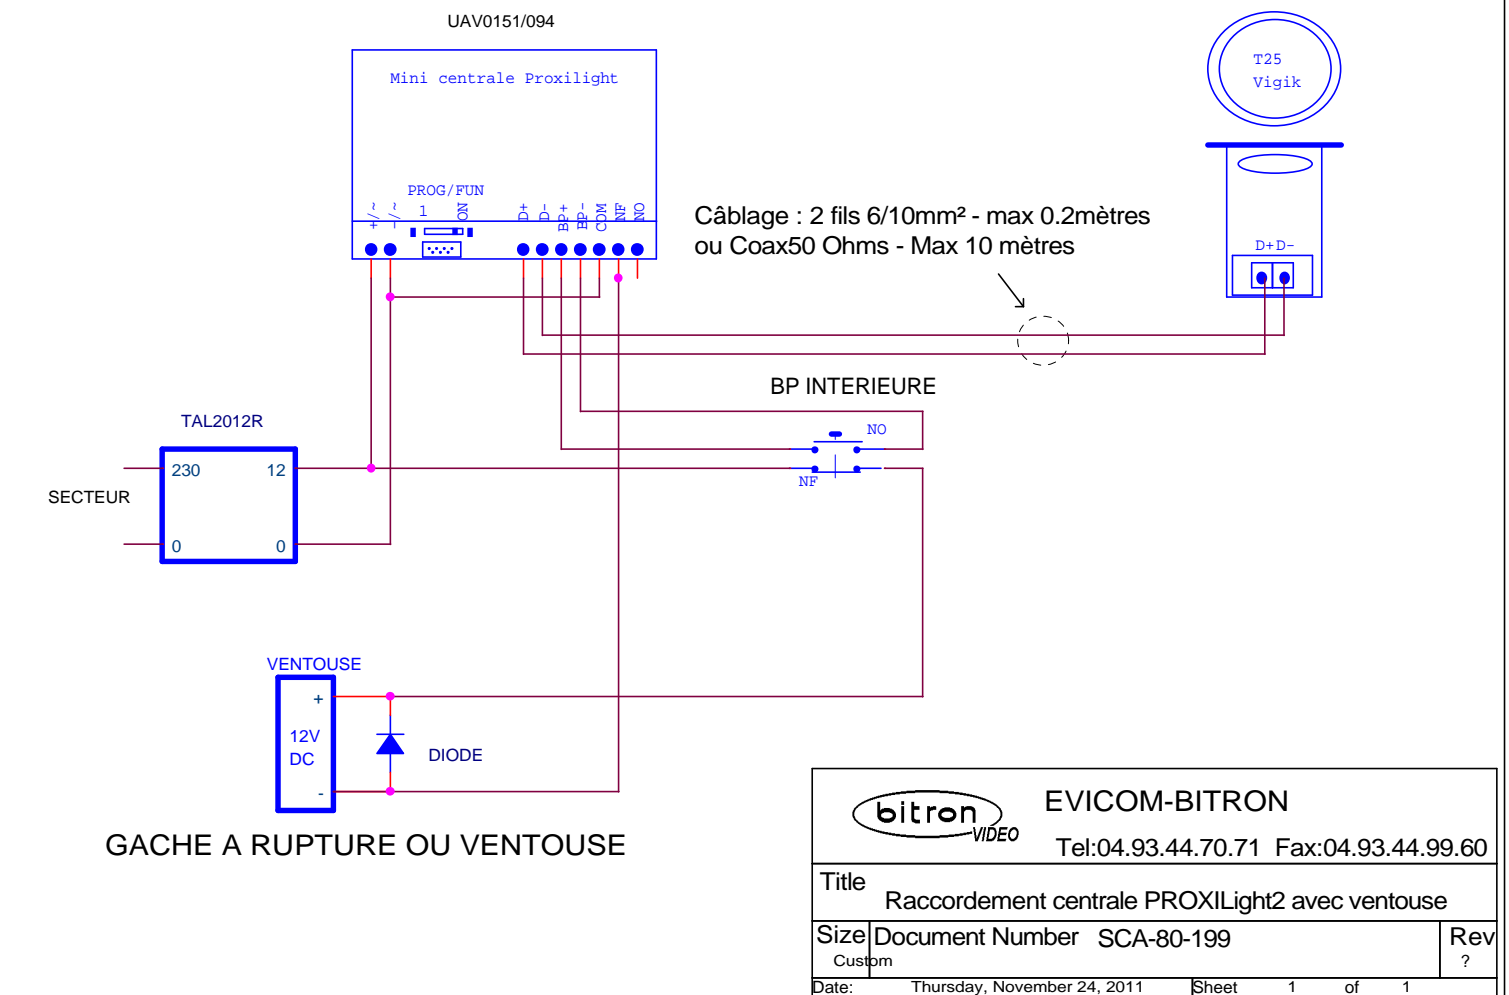 UAV0151/094
Mini centrale Proxilight
T25
Vigik
PROG/FUN
+/~
-/~
1
ON
D+
D-
BP+
BP-
COM
NF
NO
Câblage : 2 fils 6/10mm² - max 0.2mètres
ou Coax50 Ohms - Max 10 mètres
D+D-
BP INTERIEURE
NO
NF
TAL2012R
230 12
SECTEUR
0 0
VENTOUSE
+
12V
DC
-
DIODE
GACHE A RUPTURE OU VENTOUSE
bitron
VIDEO
EVICOM-BITRON
Tel:04.93.44.70.71 Fax:04.93.44.99.60
Title
Raccordement centrale PROXILight2 avec ventouse
Size Document Number SCA-80-199 Rev
Custom ?
Date: Thursday, November 24, 2011 Sheet 1 of 1